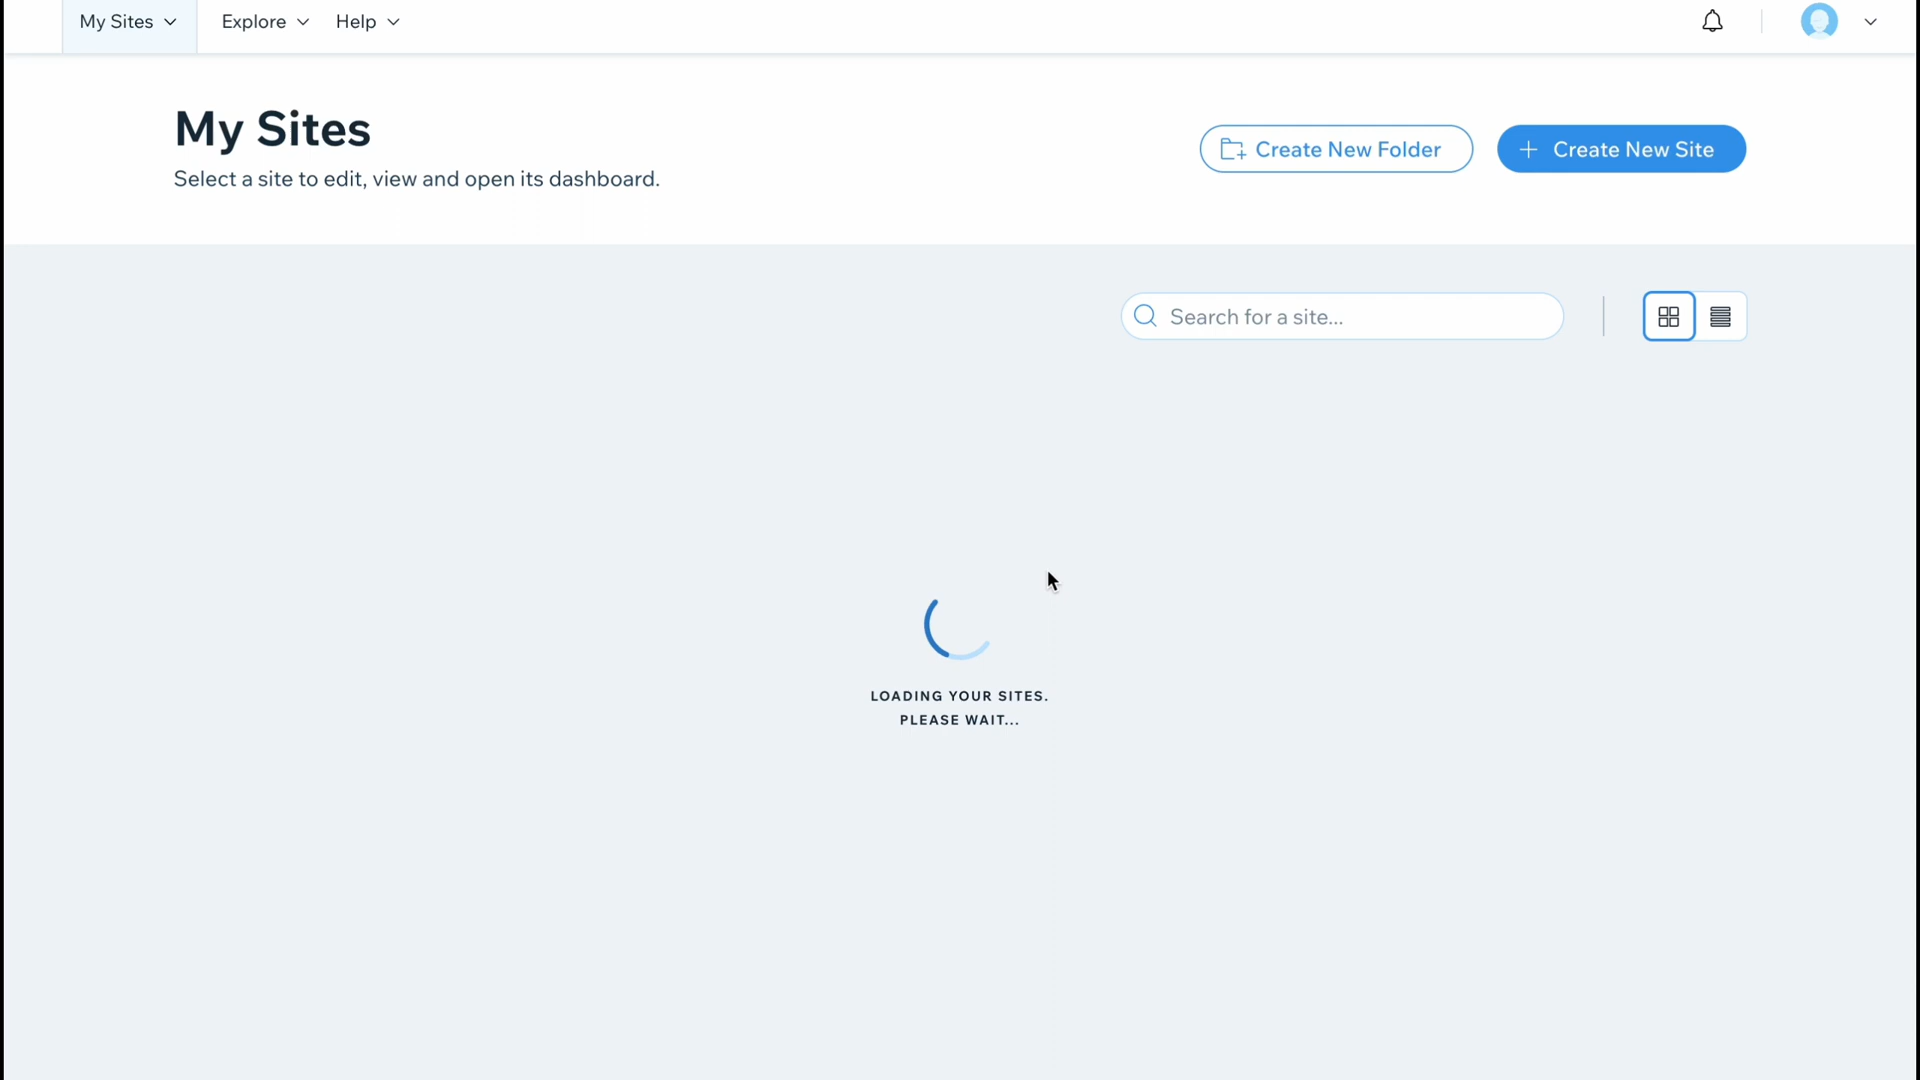 My Sites
Explore
Help
My Sites
Select a site to edit, view and open its dashboard.
Create New Folder
Create New Site
Search for a site...
LOADING YOUR SITES.
PLEASE WAIT...